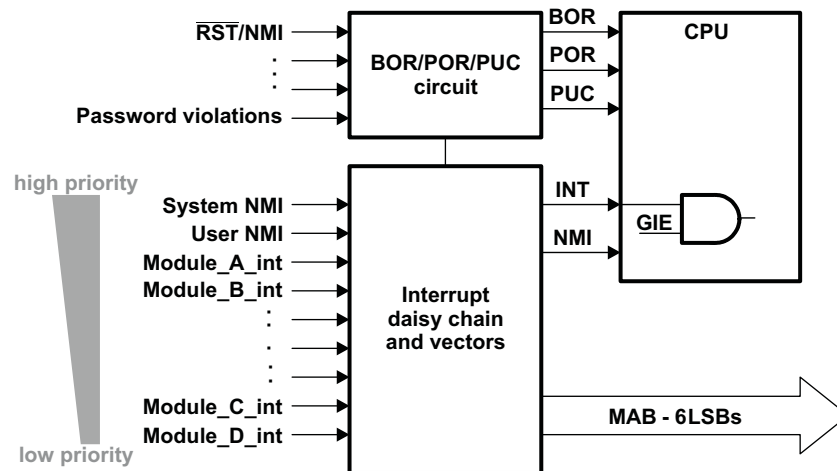 RST/NMI
.
.
.
Password violations
BOR/POR/PUC
circuit
BOR
POR
PUC
CPU
high priority
low priority
System NMI
User NMI
Module_A_int
Module_B_int
.
.
.
.
.
Module_C_int
Module_D_int
Interrupt
daisy chain
and vectors
INT
NMI
GIE
MAB - 6LSBs